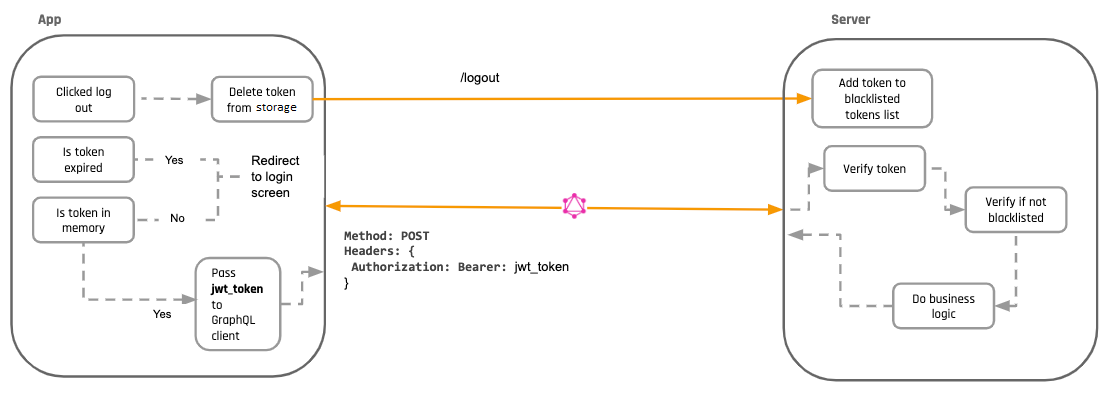 App
Server
Clicked log
out
Delete token
from storage
/logout
Add token to
blacklisted
tokens list
Is token
expired
Yes
Redirect
to login
screen
Is token in
memory
No
Verify token
Verify if not
blacklisted
Method: POST
Headers: {
Authorization: Bearer: jwt_token
}
Pass
jwt_token
to
GraphQL
client
Yes
Do business
logic